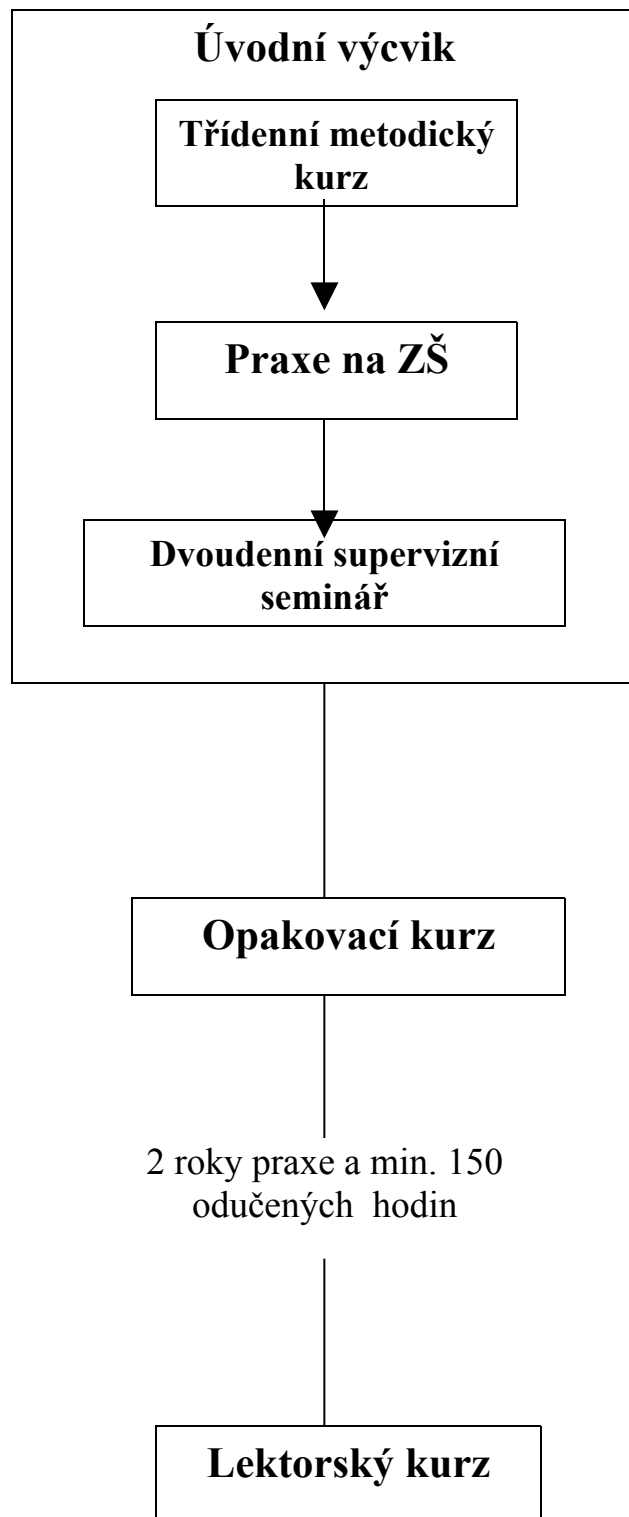 Úvodní výcvik
Třídenní metodický
kurz
Praxe na ZŠ
Dvoudenní supervizní
seminář
Opakovací kurz
2 roky praxe a min. 150
odučených hodin
Lektorský kurz